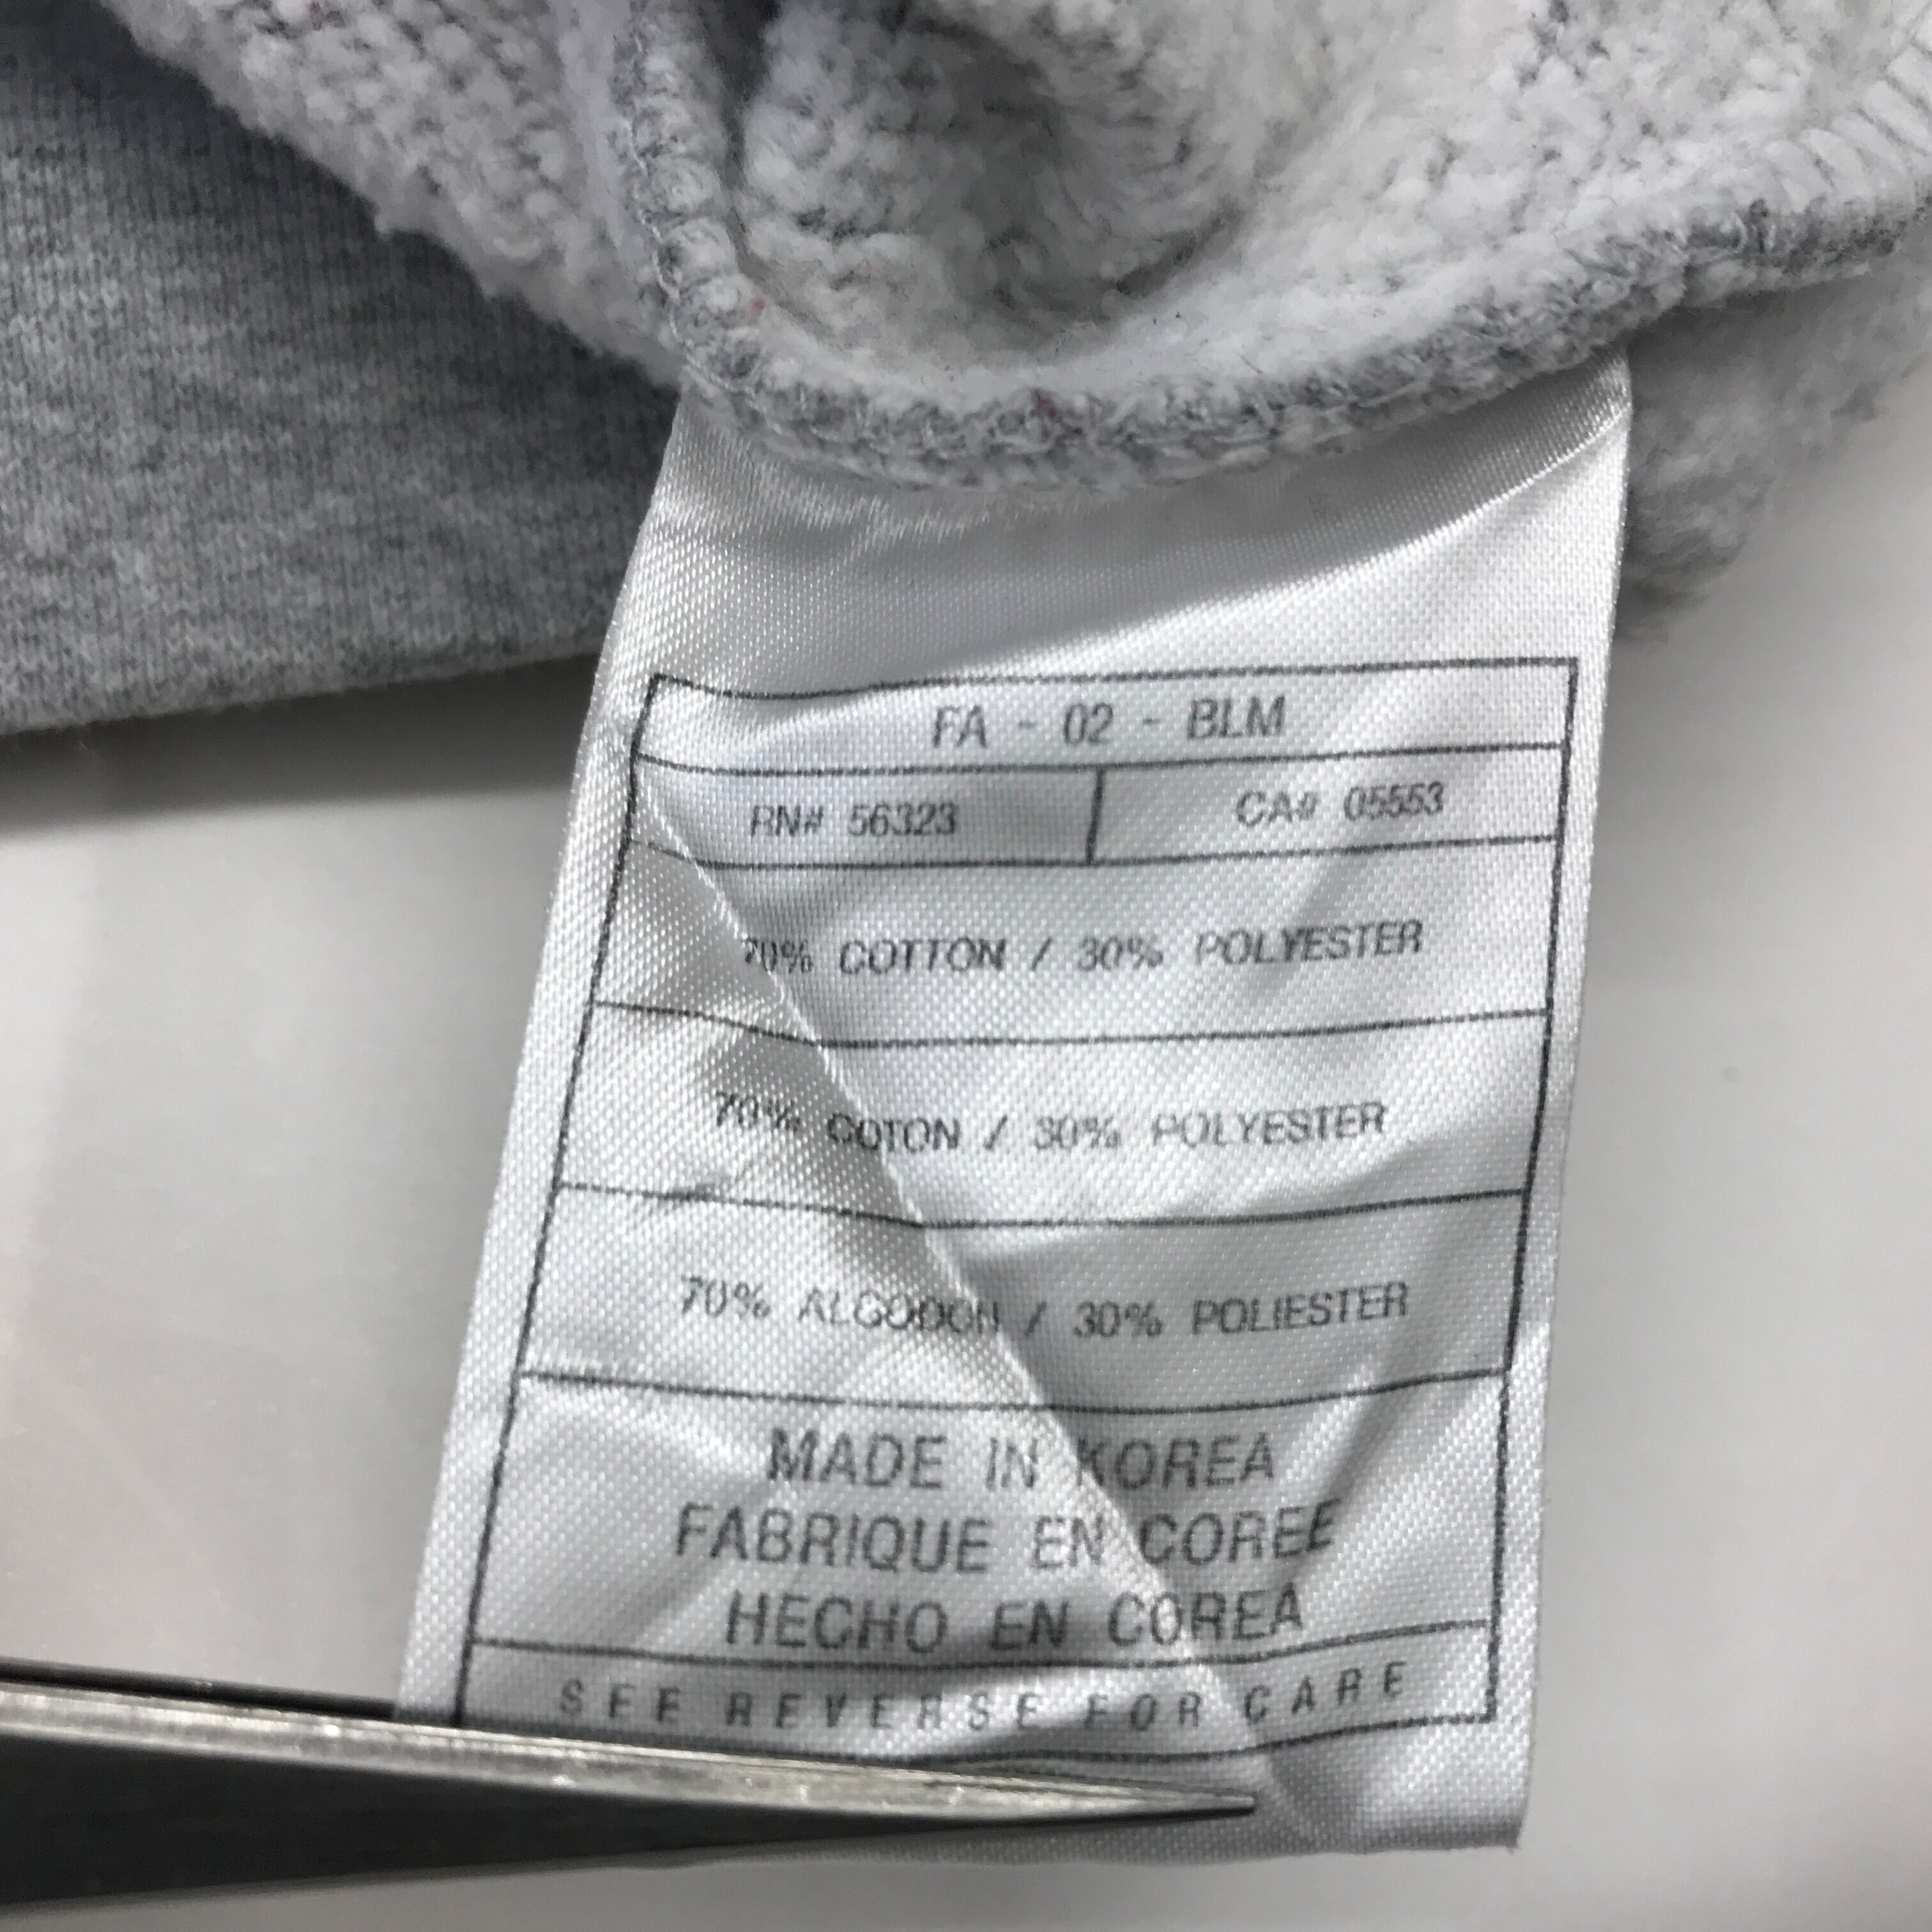 FA - 02 - BLM
RN# 56323 CA# 05553
70% COTTON / 30% POLYESTER
70% COTON / 30% POLYESTER
70% ALGODON / 30% POLIESTER
MADE IN KOREA
FABRIQUE EN COREE
HECHO EN COREA
SEE REVERSE FOR CARE